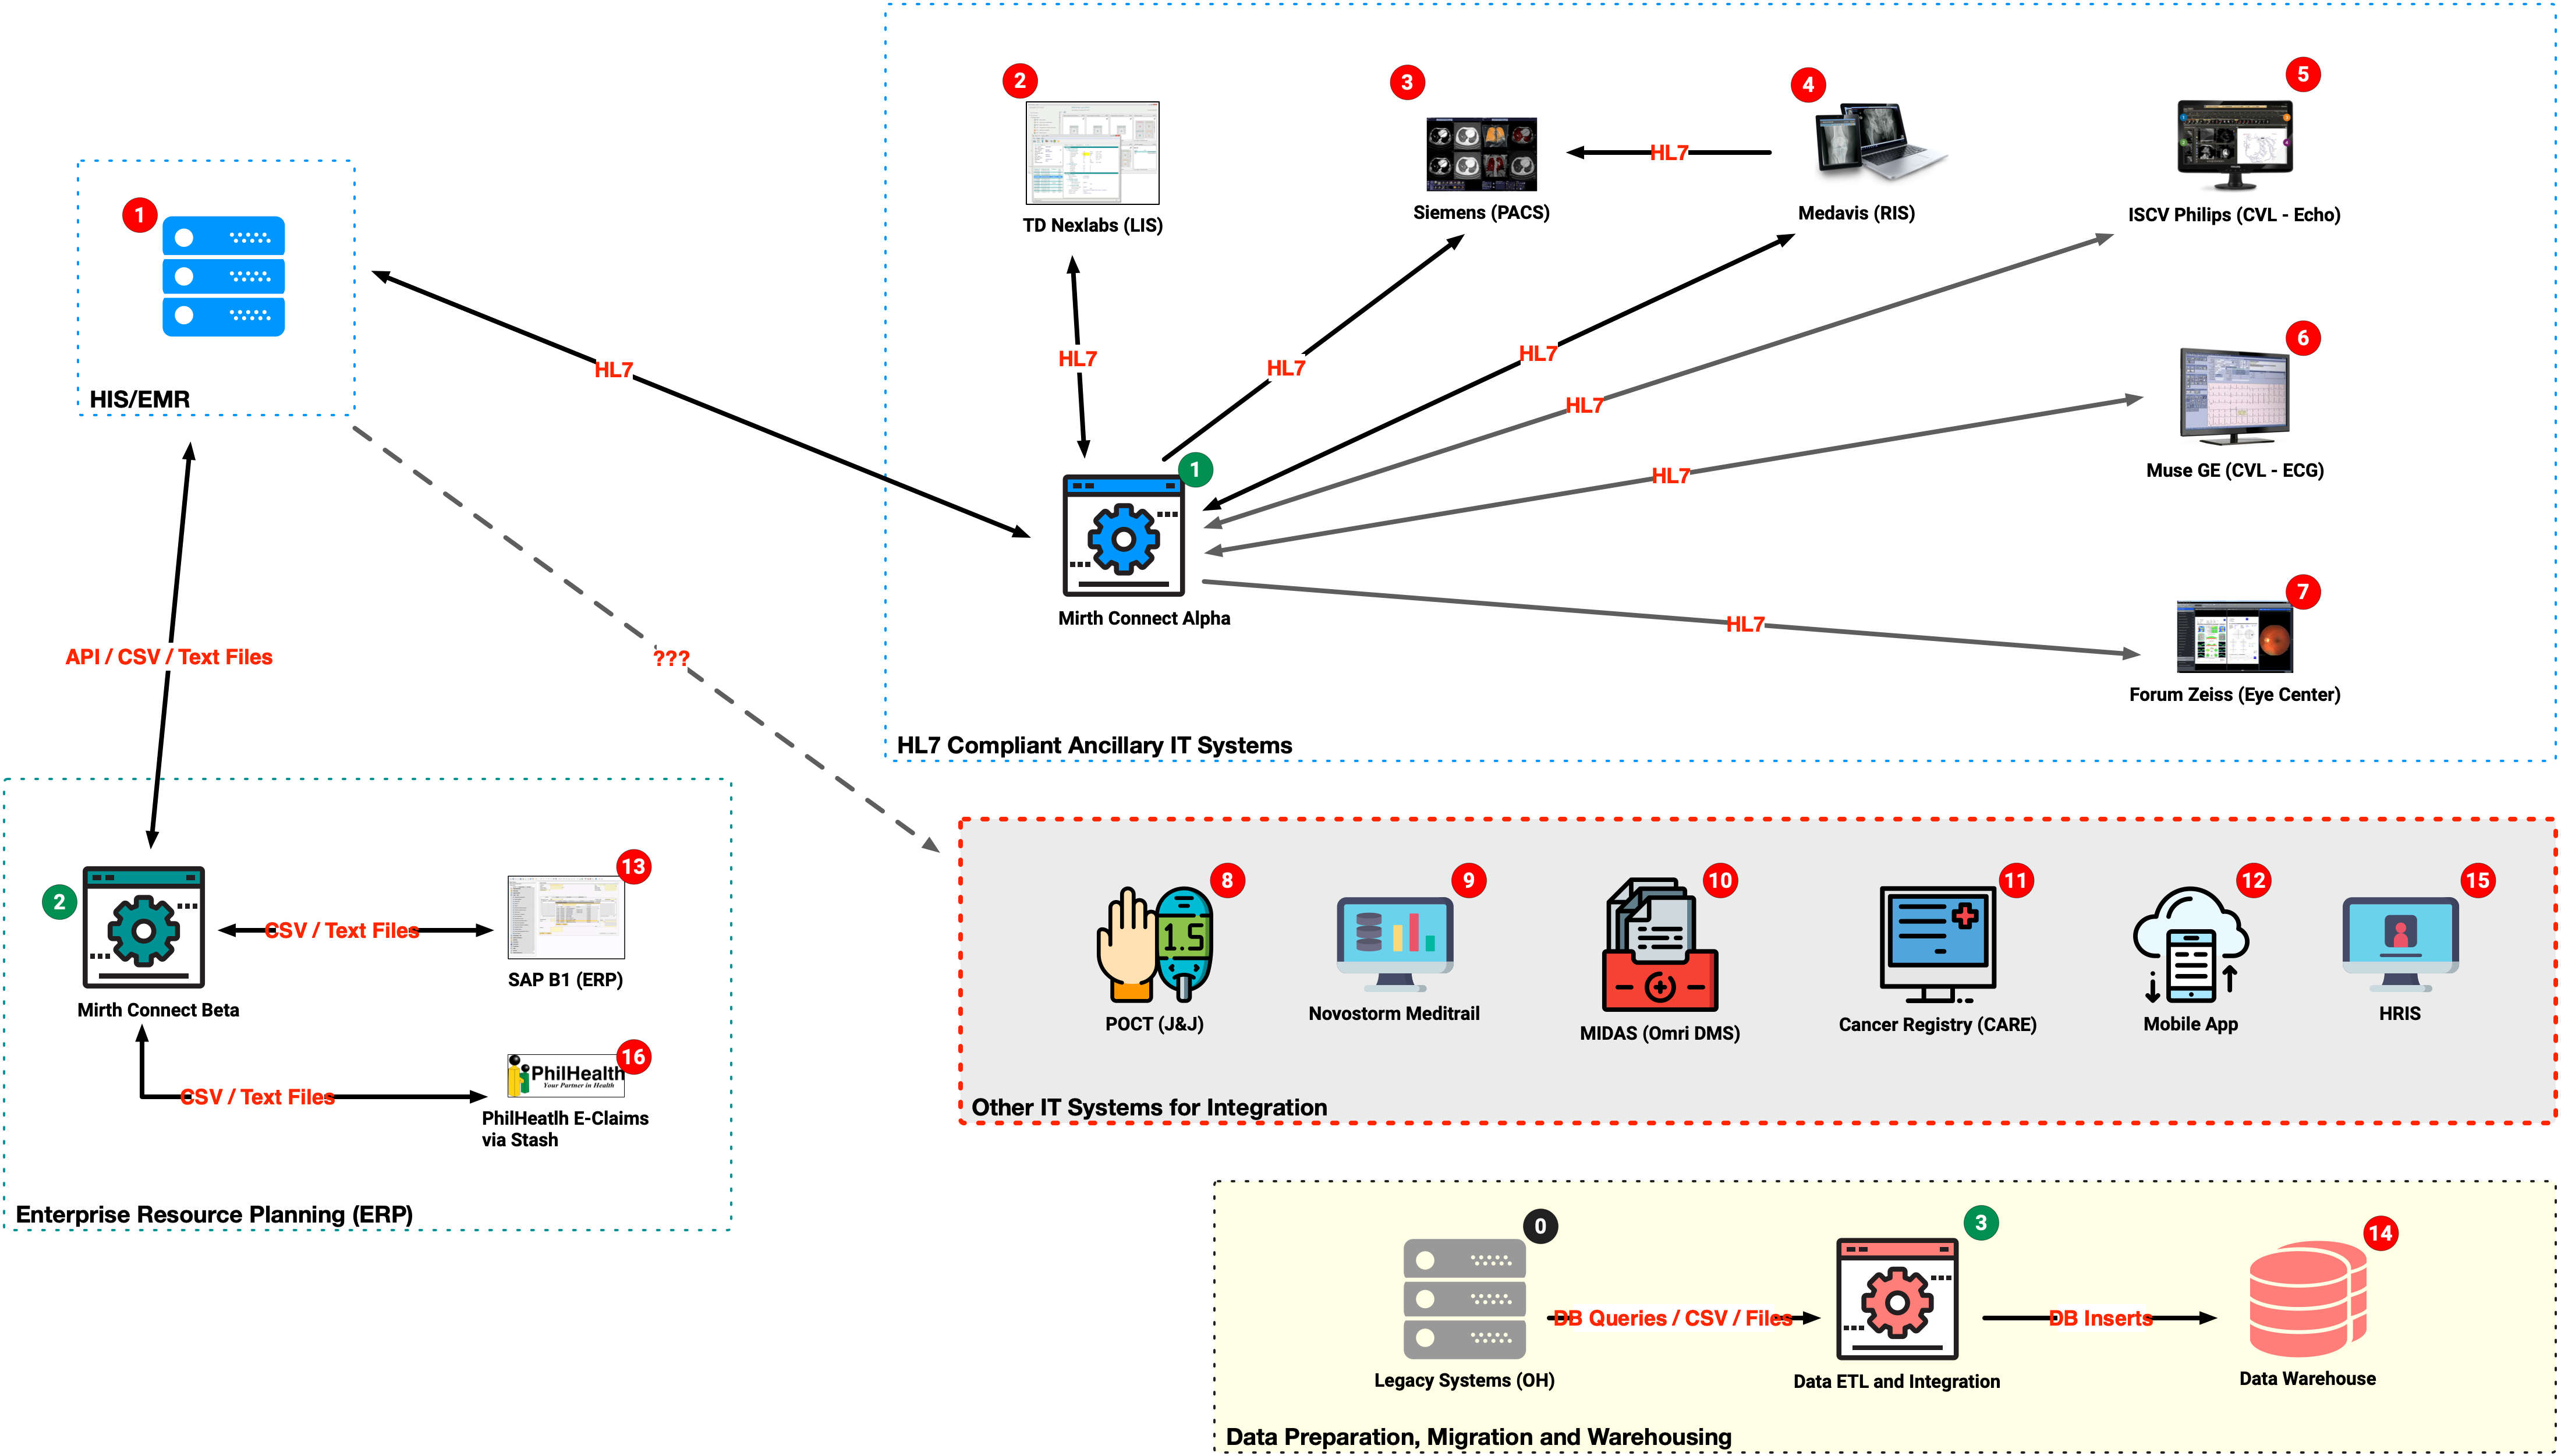 2
3
4
5
HL7
Siemens (PACS)
Medavis (RIS)
ISCV Philips (CVL - Echo)
TD Nexlabs (LIS)
1
HIS/EMR
HL7
HL7
HL7
HL7
HL7
HL7
6
Muse GE (CVL - ECG)
1
Mirth Connect Alpha
HL7
7
Forum Zeiss (Eye Center)
HL7 Compliant Ancillary IT Systems
API / CSV / Text Files
???
2
Mirth Connect Beta
CSV / Text Files
13
SAP B1 (ERP)
CSV / Text Files
16
PhilHealth
Your Partner in Health
PhilHeatlh E-Claims
via Stash
Enterprise Resource Planning (ERP)
8
1.5
POCT (J&J)
9
Novostorm Meditrail
10
MIDAS (Omri DMS)
11
Cancer Registry (CARE)
12
Mobile App
15
HRIS
Other IT Systems for Integration
0
Legacy Systems (OH)
DB Queries / CSV / Files
3
Data ETL and Integration
DB Inserts
14
Data Warehouse
Data Preparation, Migration and Warehousing